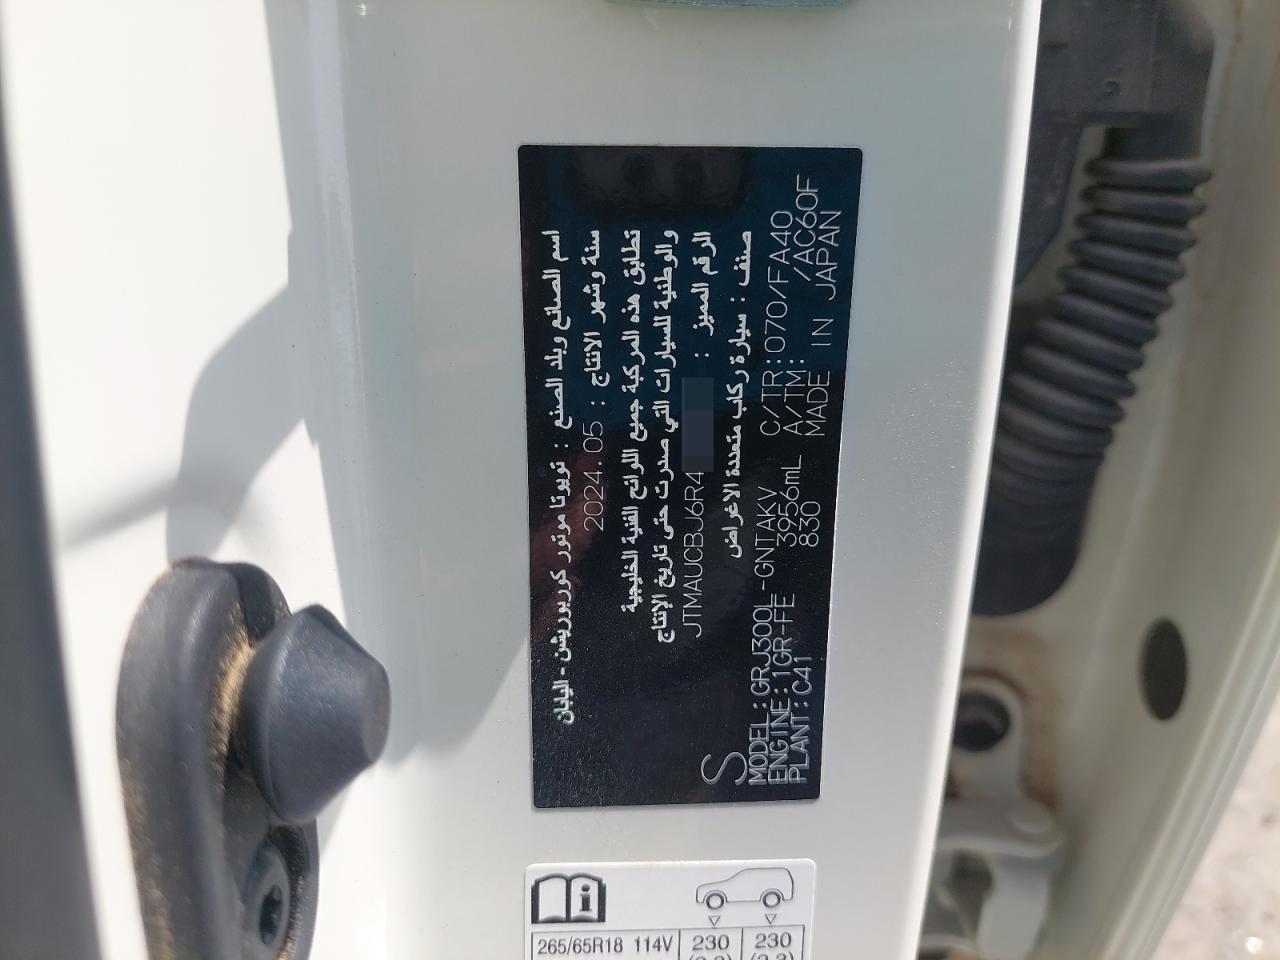 اسم الصانع وبلد الصنع : تويوتا موتور كوربوريشن - اليابان
سنة وشهر الانتاج : 2024.05
تطابق هذه المركبة جميع اللوائح الفنية الخليجية
والوطنية للسيارات التي صدرت حتى تاريخ الإنتاج
الرقم المميز : JTMAUCBJ6R4
صنف : سيارة ركاب متعددة الاغراض
S
MODEL:GRJ300L-GNTAKV C/TR:070/FA40
ENGINE:1GR-FE 3956mL A/TM: /AC60F
PLANT:C41 830 MADE IN JAPAN
i
265/65R18 114V 230 230